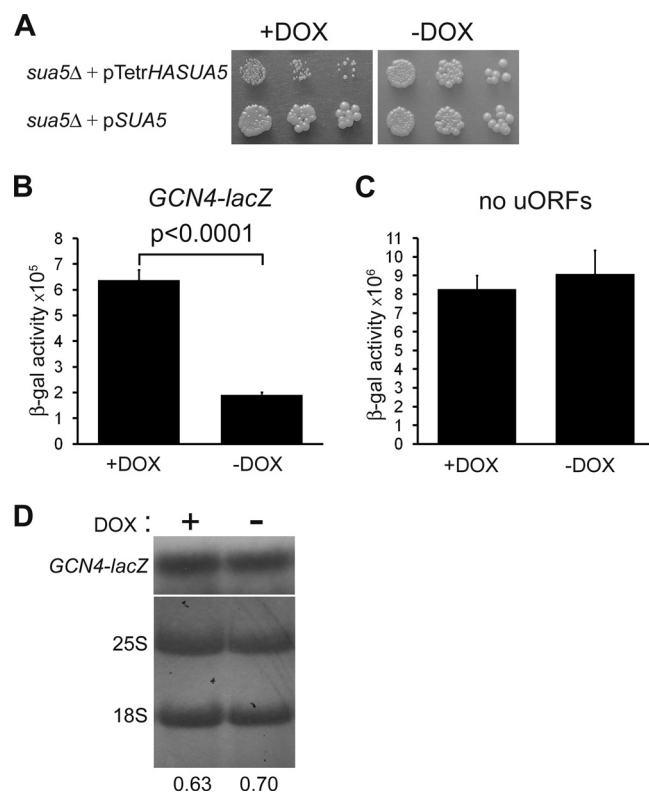 A
+DOX -DOX
sua5Δ + pTetrHASUA5
sua5Δ + pSUA5
B
GCN4-lacZ
p<0.0001
β-gal activity x10⁵
8
7
6
5
4
3
2
1
0
+DOX -DOX
C
no uORFs
β-gal activity x10⁶
11
10
9
8
7
6
5
4
3
2
1
0
+DOX -DOX
D
DOX : + -
GCN4-lacZ
25S
18S
0.63 0.70